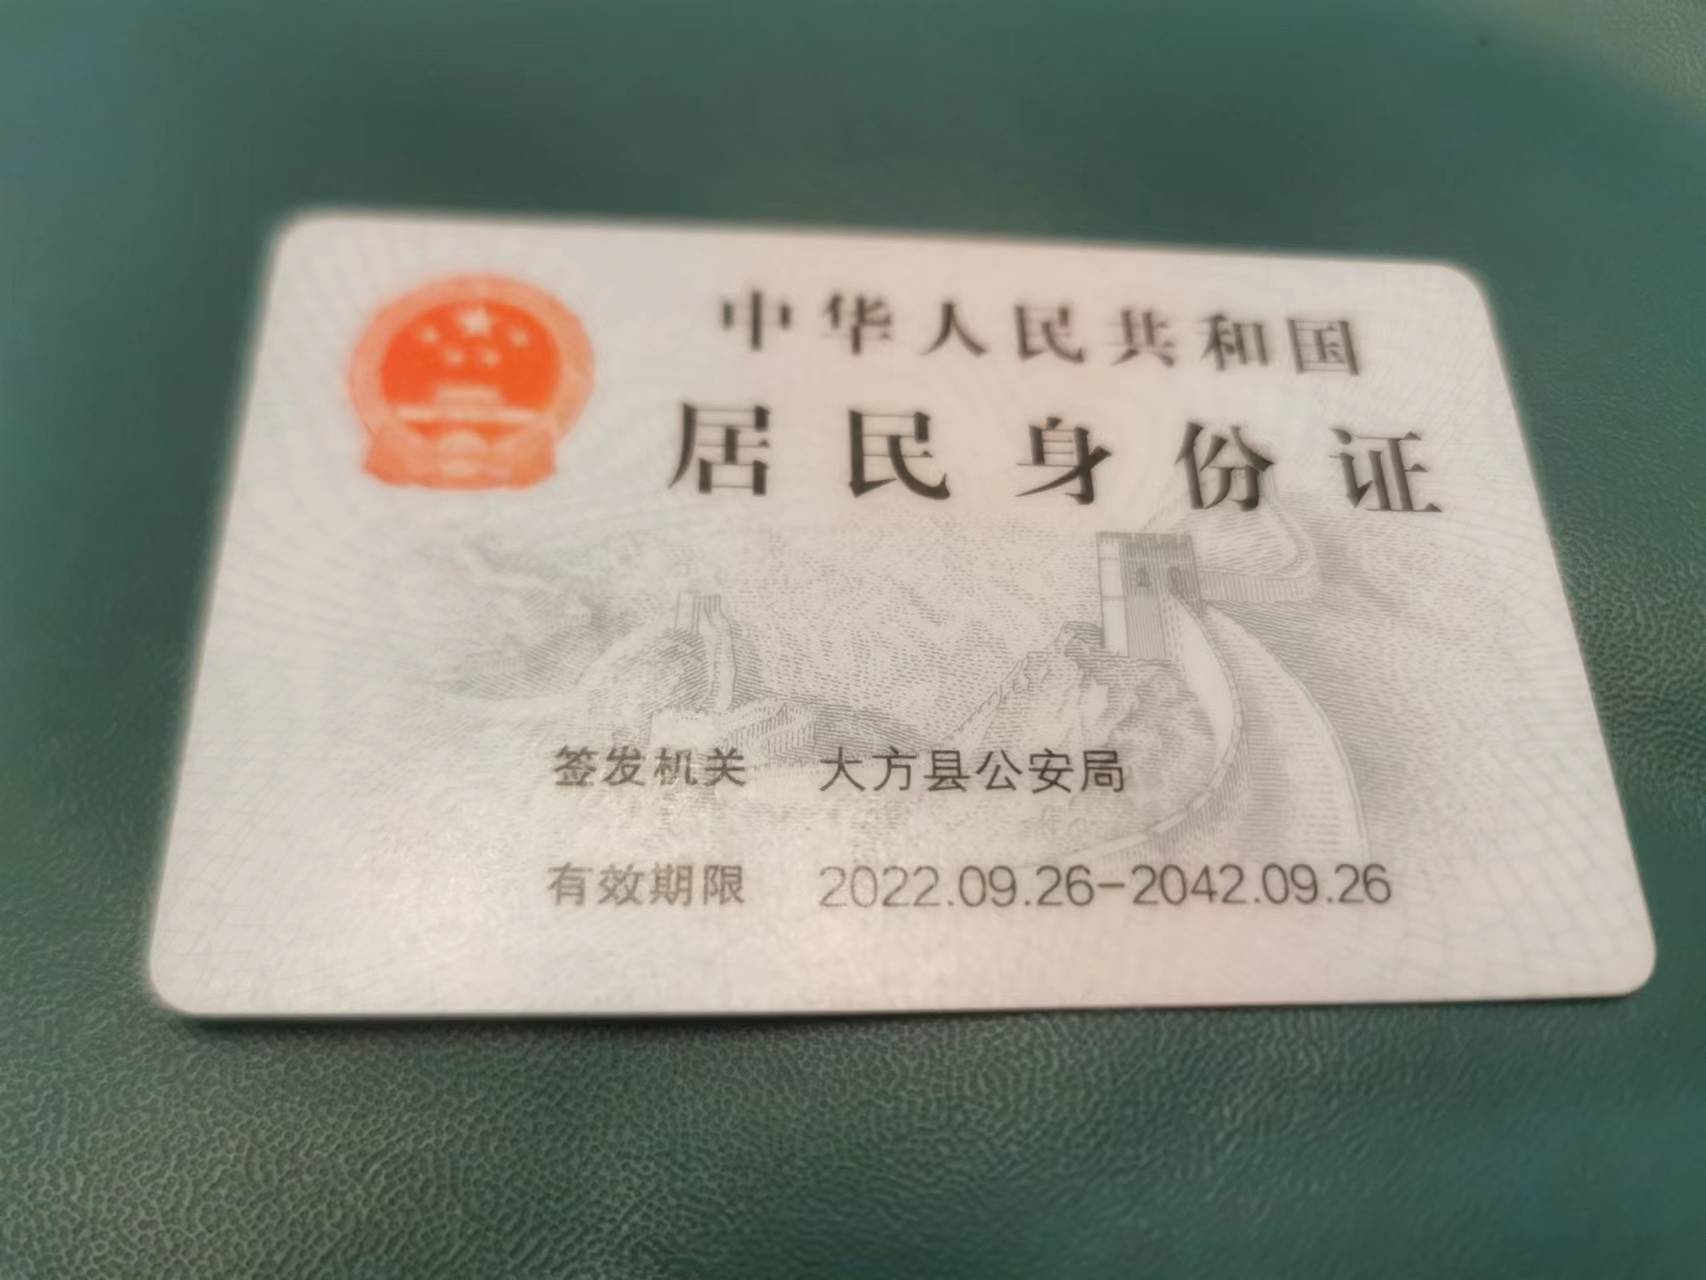 中华人民共和国
居民身份证
签发机关 大方县公安局
有效期限 2022.09.26-2042.09.26